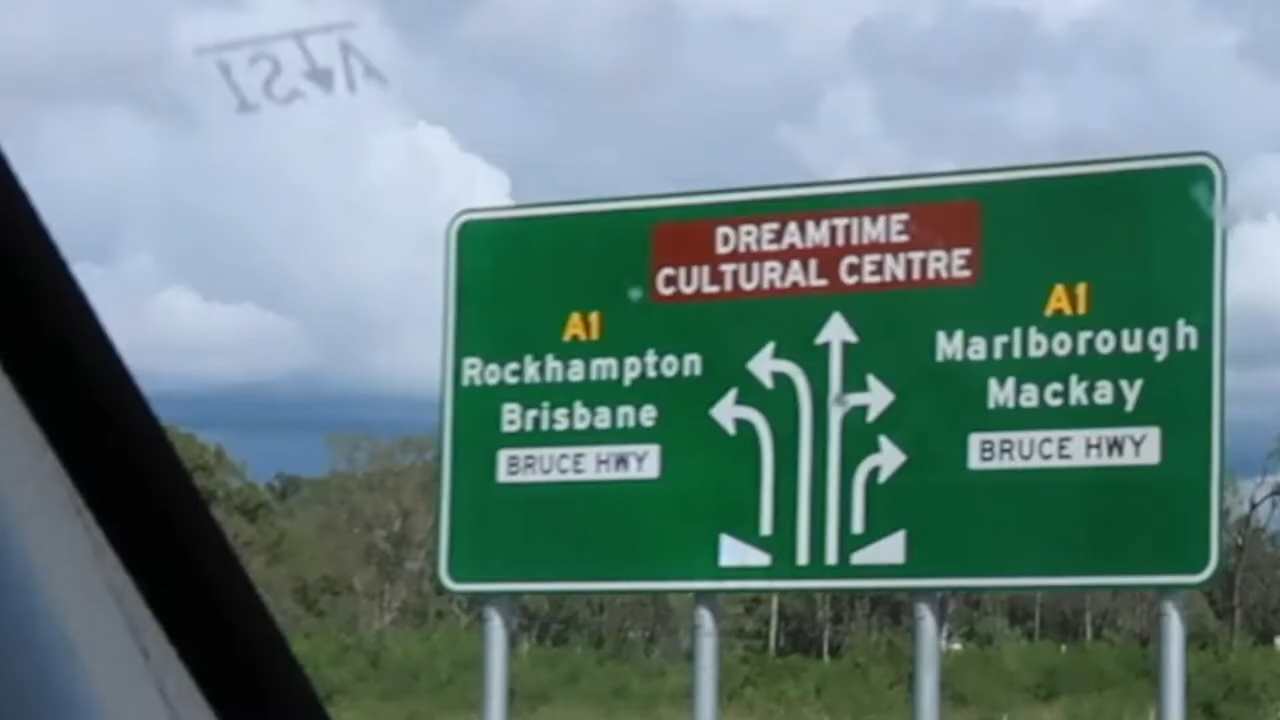 DREAMTIME
CULTURAL CENTRE
A1
Rockhampton
Brisbane
BRUCE HWY
A1
Marlborough
Mackay
BRUCE HWY